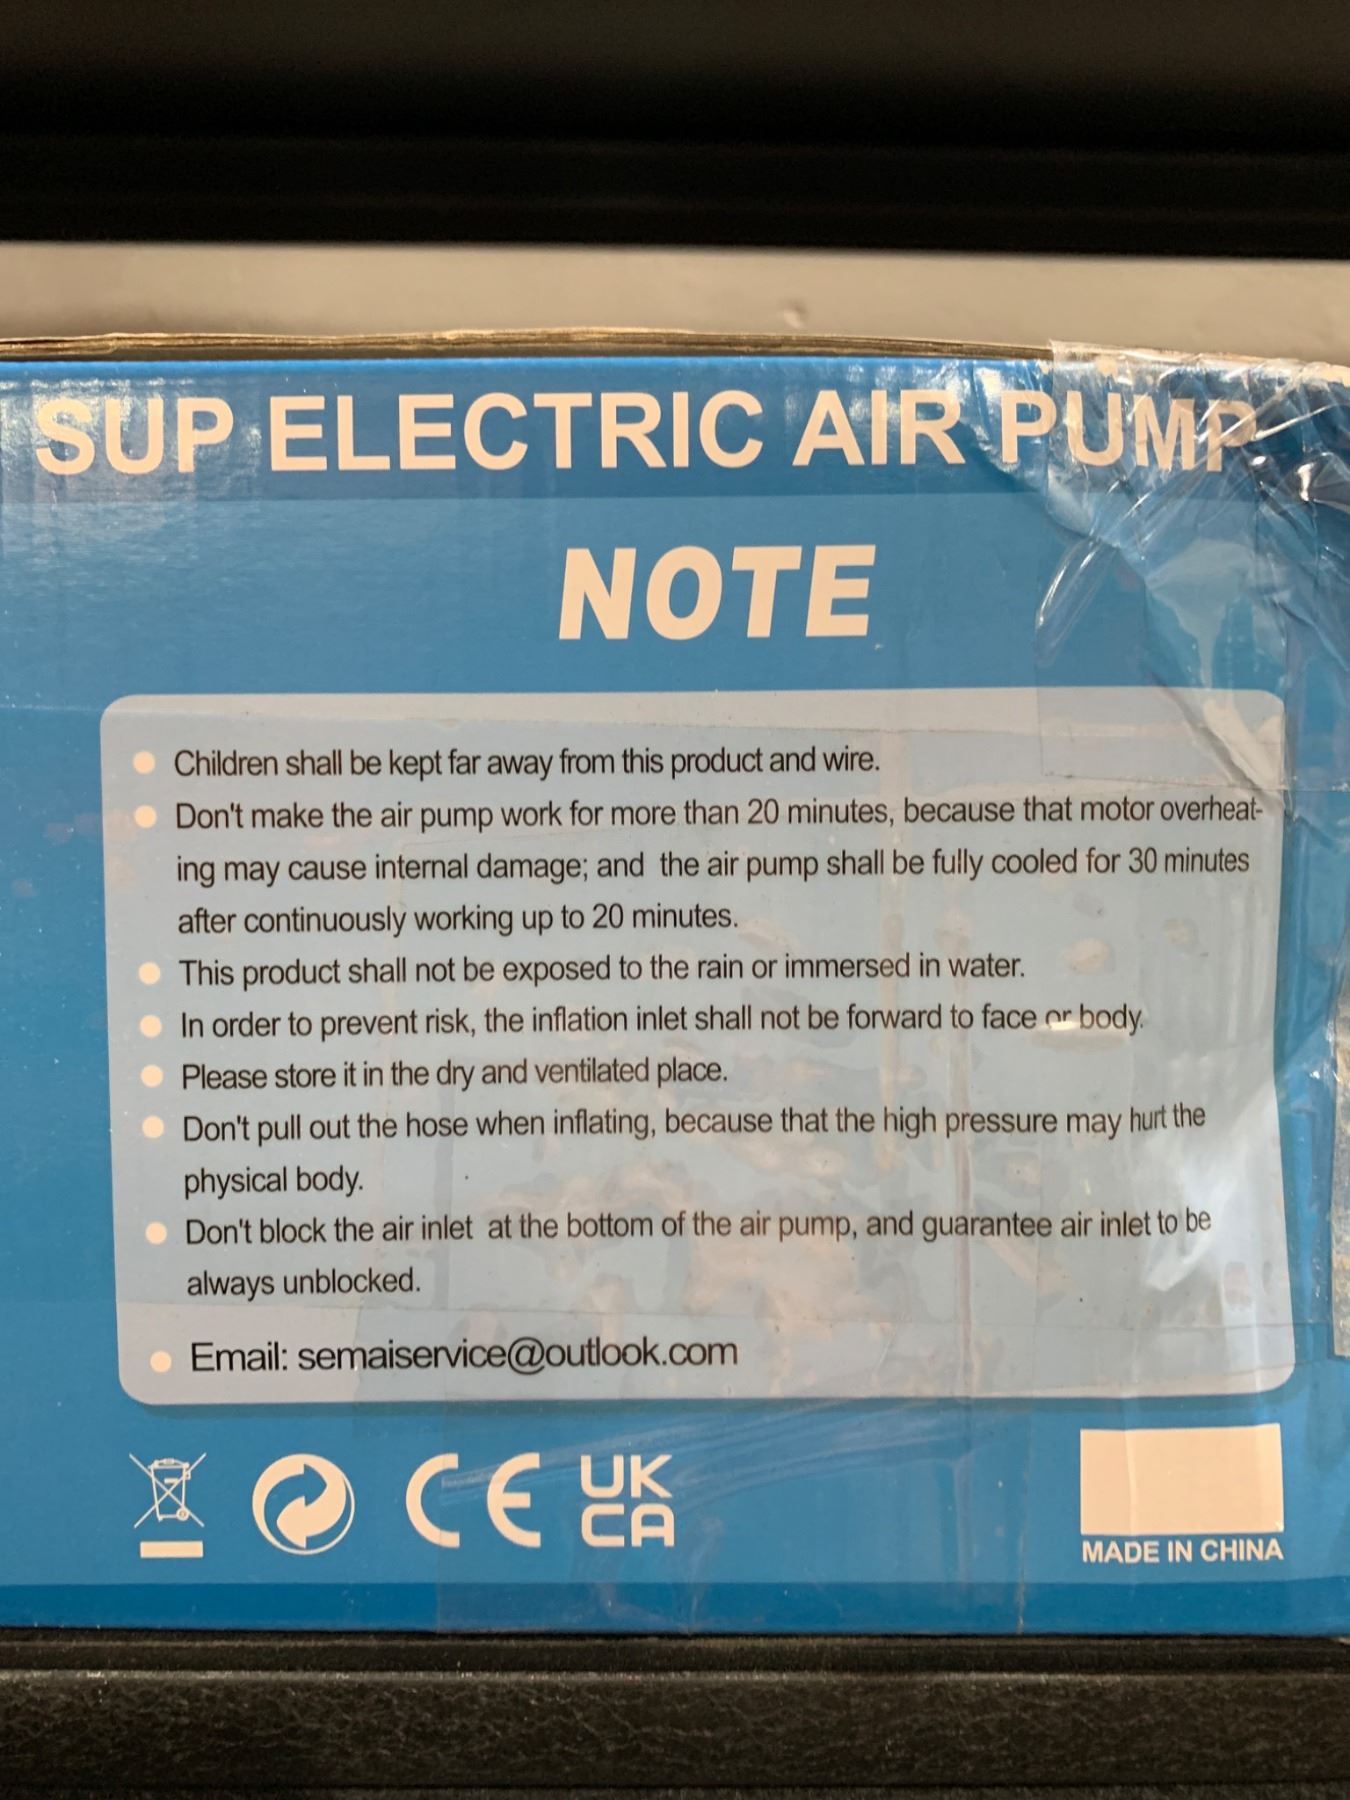 SUP ELECTRIC AIR PUMP
NOTE
Children shall be kept far away from this product and wire.
Don't make the air pump work for more than 20 minutes, because that motor overheat-
ing may cause internal damage; and the air pump shall be fully cooled for 30 minutes
after continuously working up to 20 minutes.
This product shall not be exposed to the rain or immersed in water.
In order to prevent risk, the inflation inlet shall not be forward to face or body.
Please store it in the dry and ventilated place.
Don't pull out the hose when inflating, because that the high pressure may hurt the
physical body.
Don't block the air inlet at the bottom of the air pump, and guarantee air inlet to be
always unblocked.
Email: semaiservice@outlook.com
CE
UK
CA
MADE IN CHINA